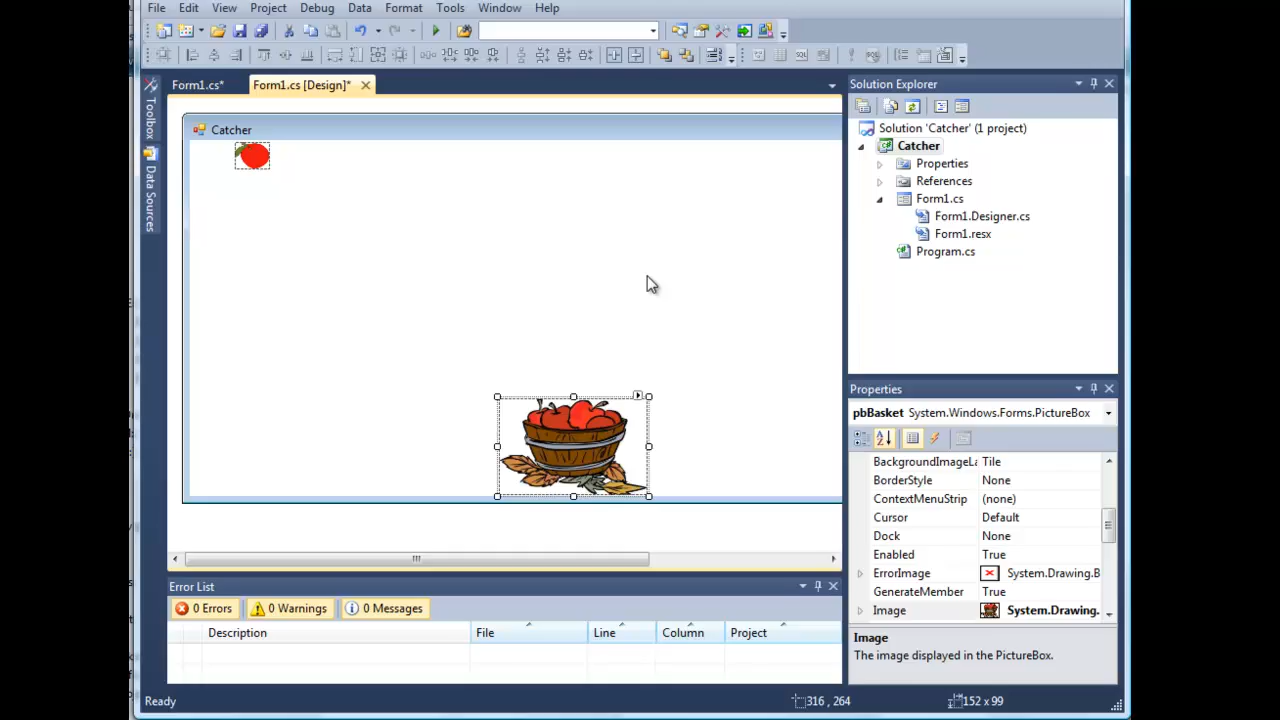 File Edit View Project Debug Data Format Tools Window Help
Form1.cs* Form1.cs [Design]*
Toolbox
Data Sources
Catcher
Solution Explorer
Solution 'Catcher' (1 project)
Catcher
Properties
References
Form1.cs
Form1.Designer.cs
Form1.resx
Program.cs
Properties
pbBasket System.Windows.Forms.PictureBox
BackgroundImageLa Tile
BorderStyle None
ContextMenuStrip (none)
Cursor Default
Dock None
Enabled True
ErrorImage System.Drawing.B
GenerateMember True
Image System.Drawing.
Image
The image displayed in the PictureBox.
Error List
0 Errors 0 Warnings 0 Messages
Description File Line Column Project
Ready 316 , 264 152 x 99